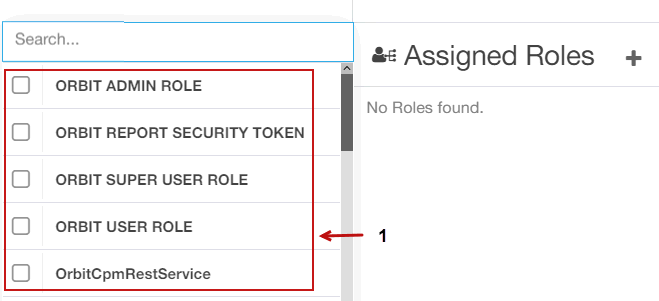 Search...
ORBIT ADMIN ROLE
ORBIT REPORT SECURITY TOKEN
ORBIT SUPER USER ROLE
ORBIT USER ROLE
OrbitCpmRestService
1
Assigned Roles
No Roles found.